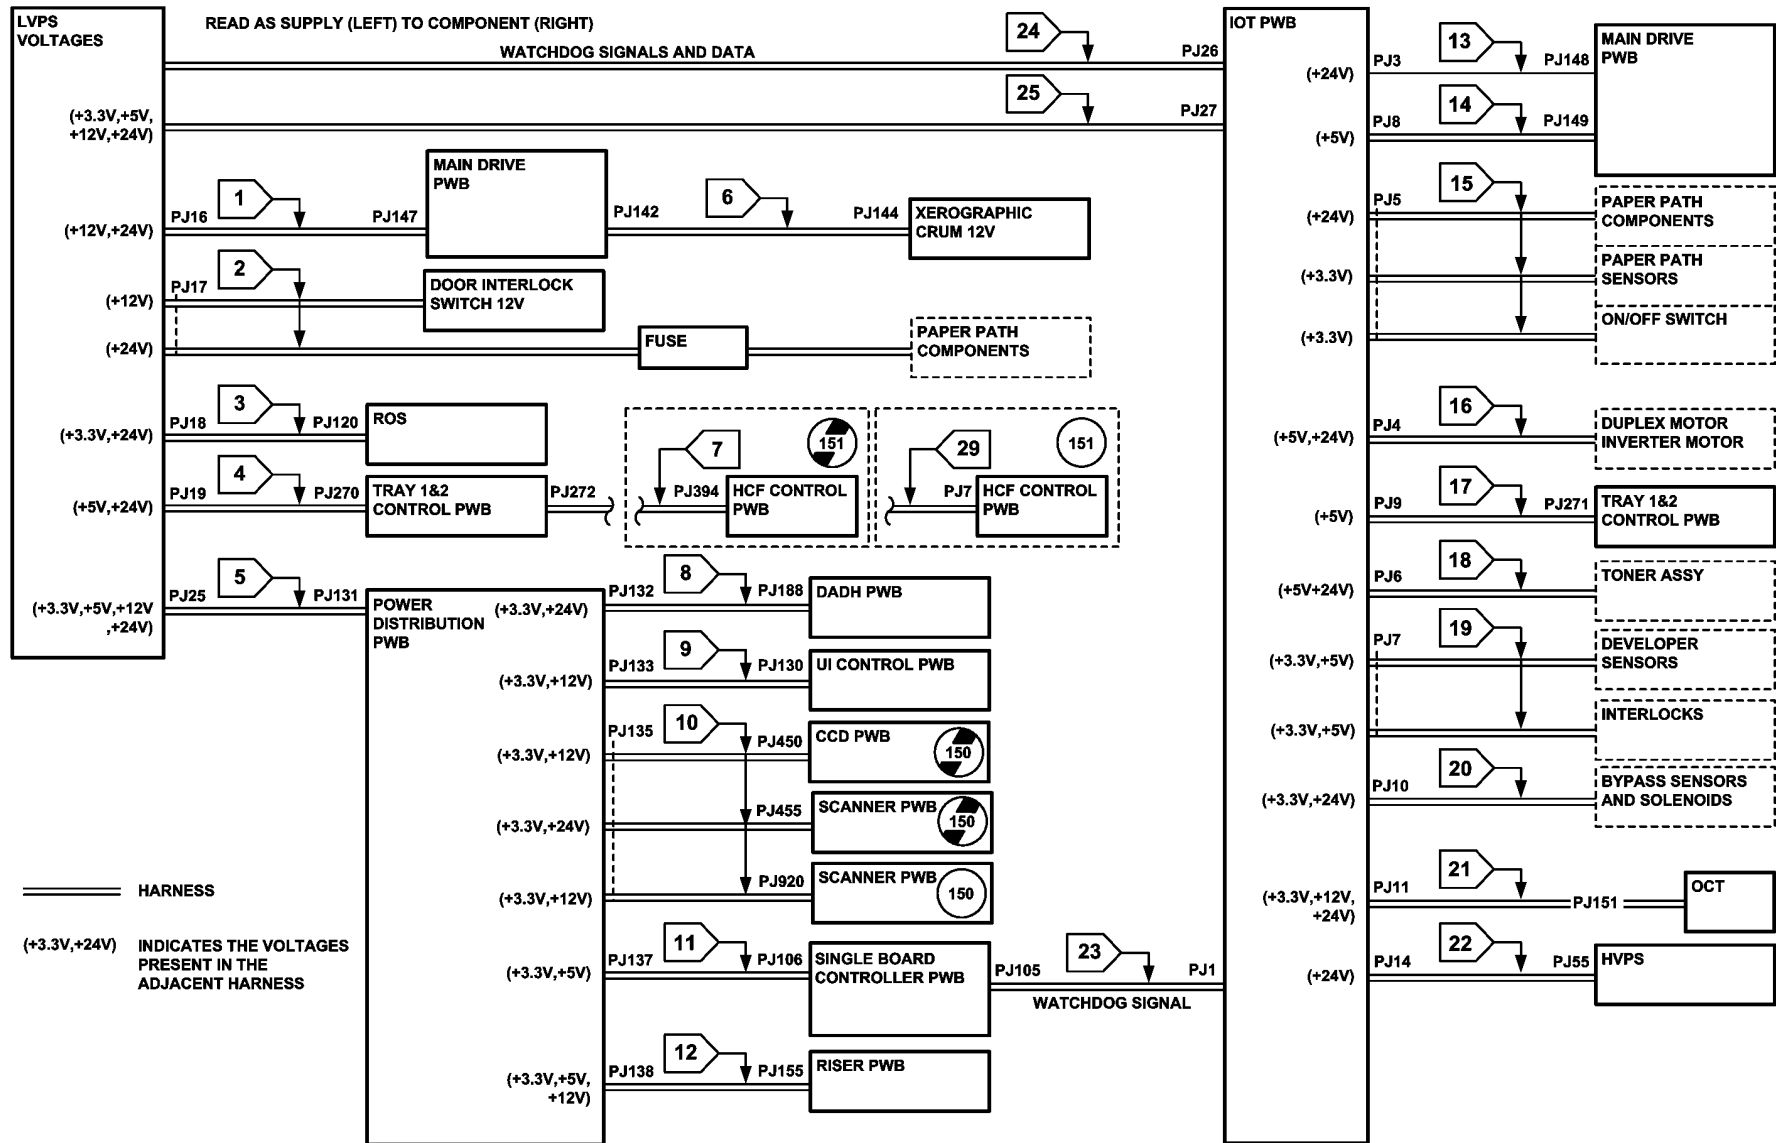 LVPS
VOLTAGES
READ AS SUPPLY (LEFT) TO COMPONENT (RIGHT)
WATCHDOG SIGNALS AND DATA
24
PJ26
25
PJ27
(+3.3V,+5V,
+12V,+24V)
(+12V,+24V)
PJ16
1
PJ147
MAIN DRIVE
PWB
PJ142
6
PJ144
XEROGRAPHIC
CRUM 12V
PJ17
2
(+12V)
DOOR INTERLOCK
SWITCH 12V
(+24V)
FUSE
PAPER PATH
COMPONENTS
(+3.3V,+24V)
PJ18
3
PJ120
ROS
(+5V,+24V)
PJ19
4
PJ270
TRAY 1&2
CONTROL PWB
PJ272
7
151
PJ394
HCF CONTROL
PWB
29
151
PJ7
HCF CONTROL
PWB
(+3.3V,+5V,+12V
,+24V)
PJ25
5
PJ131
POWER
DISTRIBUTION
PWB
(+3.3V,+24V)
PJ132
8
PJ188
DADH PWB
(+3.3V,+12V)
PJ133
9
PJ130
UI CONTROL PWB
PJ135
10
(+3.3V,+12V)
PJ450
CCD PWB
150
(+3.3V,+24V)
PJ455
SCANNER PWB
150
(+3.3V,+12V)
PJ920
SCANNER PWB
150
(+3.3V,+5V)
PJ137
11
PJ106
SINGLE BOARD
CONTROLLER PWB
PJ105
23
PJ1
WATCHDOG SIGNAL
(+3.3V,+5V,
+12V)
PJ138
12
PJ155
RISER PWB
HARNESS
(+3.3V,+24V)
INDICATES THE VOLTAGES
PRESENT IN THE
ADJACENT HARNESS
IOT PWB
(+24V)
PJ3
13
PJ148
MAIN DRIVE
PWB
(+5V)
PJ8
14
PJ149
PJ5
15
(+24V)
PAPER PATH
COMPONENTS
(+3.3V)
PAPER PATH
SENSORS
(+3.3V)
ON/OFF SWITCH
(+5V,+24V)
PJ4
16
DUPLEX MOTOR
INVERTER MOTOR
(+5V)
PJ9
17
PJ271
TRAY 1&2
CONTROL PWB
(+5V+24V)
PJ6
18
TONER ASSY
PJ7
19
(+3.3V,+5V)
DEVELOPER
SENSORS
(+3.3V,+5V)
INTERLOCKS
(+3.3V,+24V)
PJ10
20
BYPASS SENSORS
AND SOLENOIDS
(+3.3V,+12V,
+24V)
PJ11
21
PJ151
OCT
(+24V)
PJ14
22
PJ55
HVPS